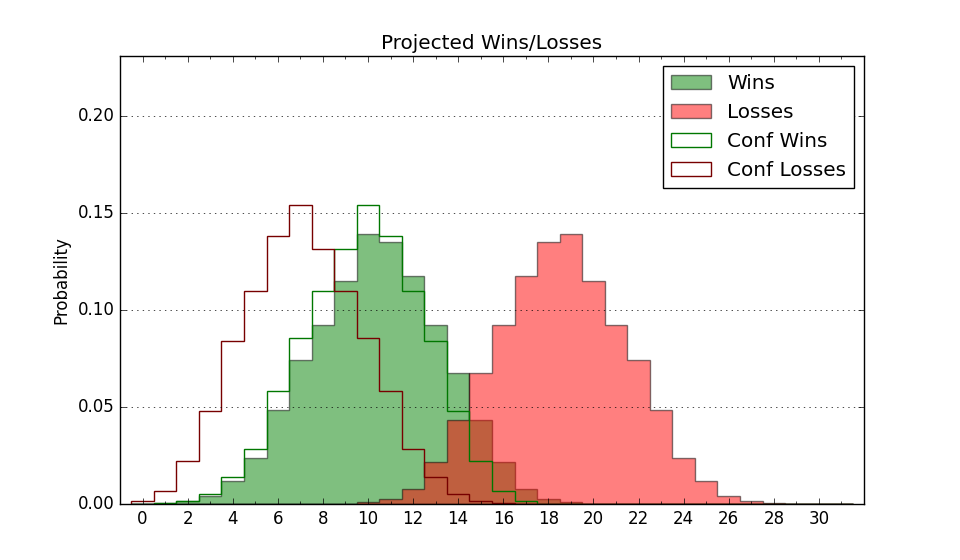 Projected Wins/Losses
Wins
Losses
Conf Wins
Conf Losses
0.20
0.15
0.10
0.05
0.00
Probability
0 2 4 6 8 10 12 14 16 18 20 22 24 26 28 30